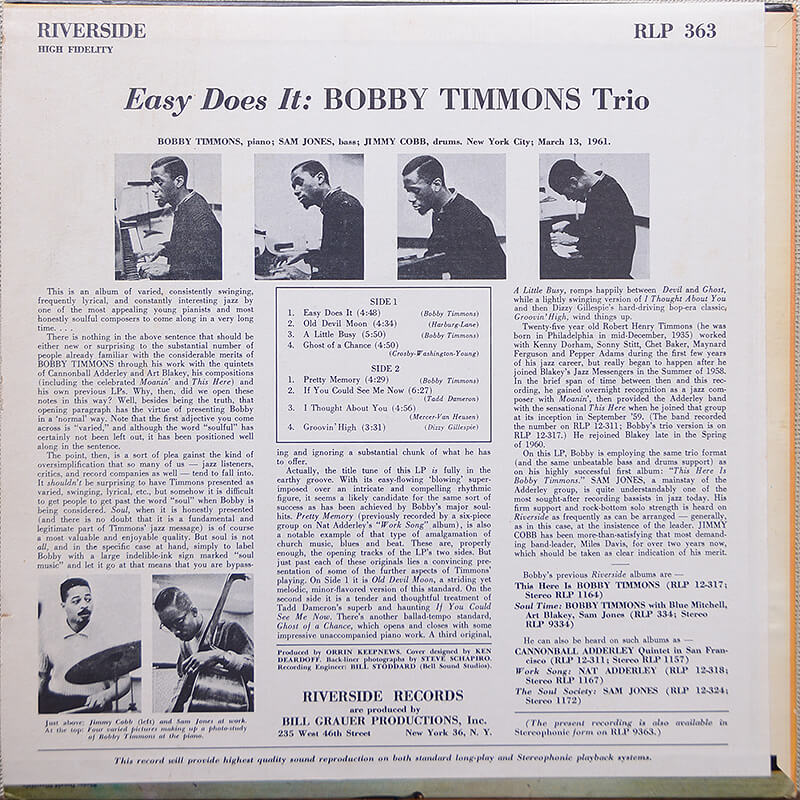 RIVERSIDE
HIGH FIDELITY
RLP 363
Easy Does It: BOBBY TIMMONS Trio
BOBBY TIMMONS, piano; SAM JONES, bass; JIMMY COBB, drums. New York City; March 13, 1961.
This is an album of varied, consistently swinging,
frequently lyrical, and constantly interesting jazz by
one of the most appealing young pianists and most
honestly soulful composers to come along in a very long
time. . . .
There is nothing in the above sentence that should be
either new or surprising to the substantial number of
people already familiar with the considerable merits of
BOBBY TIMMONS through his work with the quintets
of Cannonball Adderley and Art Blakey, his compositions
(including the celebrated Moanin' and This Here) and
his own previous LPs. Why, then, did we open these
notes in this way? Well, besides being the truth, that
opening paragraph has the virtue of presenting Bobby
in a 'normal' way. Note that the first adjective you come
across is "varied," and although the word "soulful" has
certainly not been left out, it has been positioned well
along in the sentence.
The point, then, is a sort of plea against the kind of
oversimplification that so many of us — jazz listeners,
critics, and record companies as well — tend to fall into.
It shouldn't be surprising to have Timmons presented as
varied, swinging, lyrical, etc., but somehow it is difficult
to get people to get past the word "soul" when Bobby is
being considered. Soul, when it is honestly presented
(and there is no doubt that it is a fundamental and
legitimate part of Timmons' jazz message) is of course
a most valuable and enjoyable quality. But soul is not
all, and in the specific case at hand, simply to label
Bobby with a large indelible-ink sign marked "soul
music" and let it go at that means that you are bypass-
Just above: Jimmy Cobb (left) and Sam Jones at work.
At the top: Four varied pictures making up a photo-study
of Bobby Timmons at the piano.
SIDE 1
1. Easy Does It (4:48) (Bobby Timmons)
2. Old Devil Moon (4:34) (Harburg-Lane)
3. A Little Busy (5:50) (Bobby Timmons)
4. Ghost of a Chance (4:50)
(Crosby-Washington-Young)
SIDE 2
1. Pretty Memory (4:29) (Bobby Timmons)
2. If You Could See Me Now (6:27)
(Tadd Dameron)
3. I Thought About You (4:56)
(Mercer-Van Heusen)
4. Groovin' High (3:31) (Dizzy Gillespie)
ing and ignoring a substantial chunk of what he has
to offer.
Actually, the title tune of this LP is fully in the
earthy groove. With its easy-flowing 'blowing' super-
imposed over an intricate and compelling rhythmic
figure, it seems a likely candidate for the same sort of
success as has been achieved by Bobby's major soul-
hits. Pretty Memory (previously recorded by a six-piece
group on Nat Adderley's "Work Song" album), is also
a notable example of that type of amalgamation of
church music, blues and beat. These are, properly
enough, the opening tracks of the LP's two sides. But
just past each of these originals lies a convincing pre-
sentation of some of the further aspects of Timmons'
playing. On Side 1 it is Old Devil Moon, a striding yet
melodic, minor-flavored version of this standard. On
the second side it is a tender and thoughtful treatment of
Tadd Dameron's superb and haunting If You Could
See Me Now. There's another ballad-tempo standard,
Ghost of a Chance, which opens and closes with some
impressive unaccompanied piano work. A third original,
Produced by ORRIN KEEPNEWS. Cover designed by KEN
DEARDOFF. Back-liner photographs by STEVE SCHAPIRO.
Recording Engineer: BILL STODDARD (Bell Sound Studios).
RIVERSIDE RECORDS
are produced by
BILL GRAUER PRODUCTIONS, Inc.
235 West 46th Street New York 36, N. Y.
A Little Busy, romps happily between Devil and Ghost,
while a lightly swinging version of I Thought About You
and then Dizzy Gillespie's hard-driving bop-era classic,
Groovin' High, wind things up.
Twenty-five year old Robert Henry Timmons (he was
born in Philadelphia in mid-December, 1935) worked
with Kenny Dorham, Sonny Stitt, Chet Baker, Maynard
Ferguson and Pepper Adams during the first few years
of his jazz career, but really began to happen after he
joined Blakey's Jazz Messengers in the Summer of 1958.
In the brief span of time between then and this rec-
ording, he gained overnight recognition as a jazz com-
poser with Moanin', then provided the Adderley band
with the sensational This Here when he joined that group
at its inception in September '59. (The band recorded
the number on RLP 12-311; Bobby's trio version is on
RLP 12-317.) He rejoined Blakey late in the Spring
of 1960.
On this LP, Bobby is employing the same trio format
(and the same unbeatable bass and drums support) as
on his highly successful first album: "This Here Is
Bobby Timmons." SAM JONES, a mainstay of the
Adderley group, is quite understandably one of the
most sought-after recording bassists in jazz today. His
firm support and rock-bottom solo strength is heard on
Riverside as frequently as can be arranged — generally,
as in this case, at the insistence of the leader. JIMMY
COBB has been more-than-satisfying that most demand-
ing band-leader, Miles Davis, for over two years now,
which should be taken as clear indication of his merit.
Bobby's previous Riverside albums are —
This Here Is BOBBY TIMMONS (RLP 12-317;
Stereo RLP 1164)
Soul Time: BOBBY TIMMONS with Blue Mitchell,
Art Blakey, Sam Jones (RLP 334; Stereo
RLP 9334)
He can also be heard on such albums as —
CANNONBALL ADDERLEY Quintet in San Fran-
cisco (RLP 12-311; Stereo RLP 1157)
Work Song: NAT ADDERLEY (RLP 12-318;
Stereo RLP 1167)
The Soul Society: SAM JONES (RLP 12-324;
Stereo 1172)
(The present recording is also available in
Stereophonic form on RLP 9363.)
This record will provide highest quality sound reproduction on both standard long-play and Stereophonic playback systems.